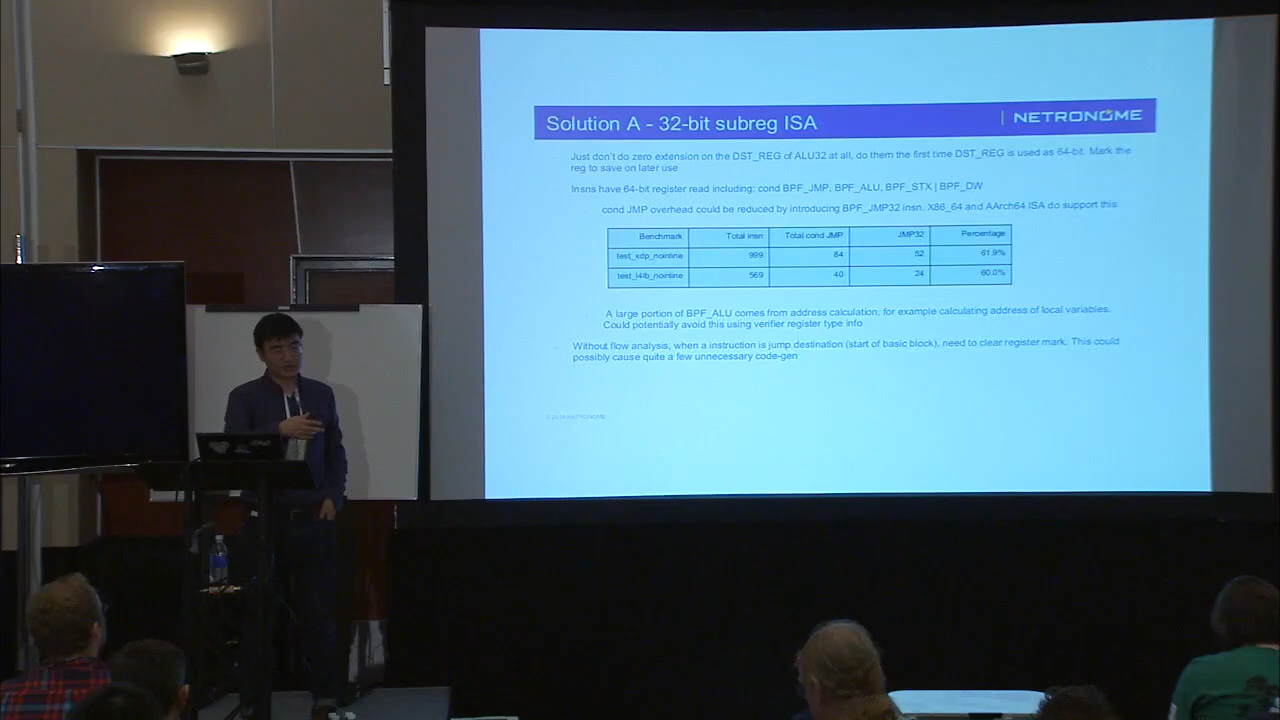 Solution A - 32-bit subreg ISA
NETRONOME
Just don't do zero extension on the DST_REG of ALU32 at all, do them the first time DST_REG is used as 64-bit. Mark the
reg to save on later use
Insns have 64-bit register read including: cond BPF_JMP, BPF_ALU, BPF_STX | BPF_DW
cond JMP overhead could be reduced by introducing BPF_JMP32 insn. X86_64 and AArch64 ISA do support this
Benchmark Total insn Total cond JMP JMP32 Percentage
test_xdp_noinline 999 84 52 61.9%
test_l4lb_noinline 569 40 24 60.0%
A large portion of BPF_ALU comes from address calculation, for example calculating address of local variables.
Could potentially avoid this using verifier register type info
Without flow analysis, when a instruction is jump destination (start of basic block), need to clear register mark. This could
possibly cause quite a few unnecessary code-gen
© 2018 NETRONOME